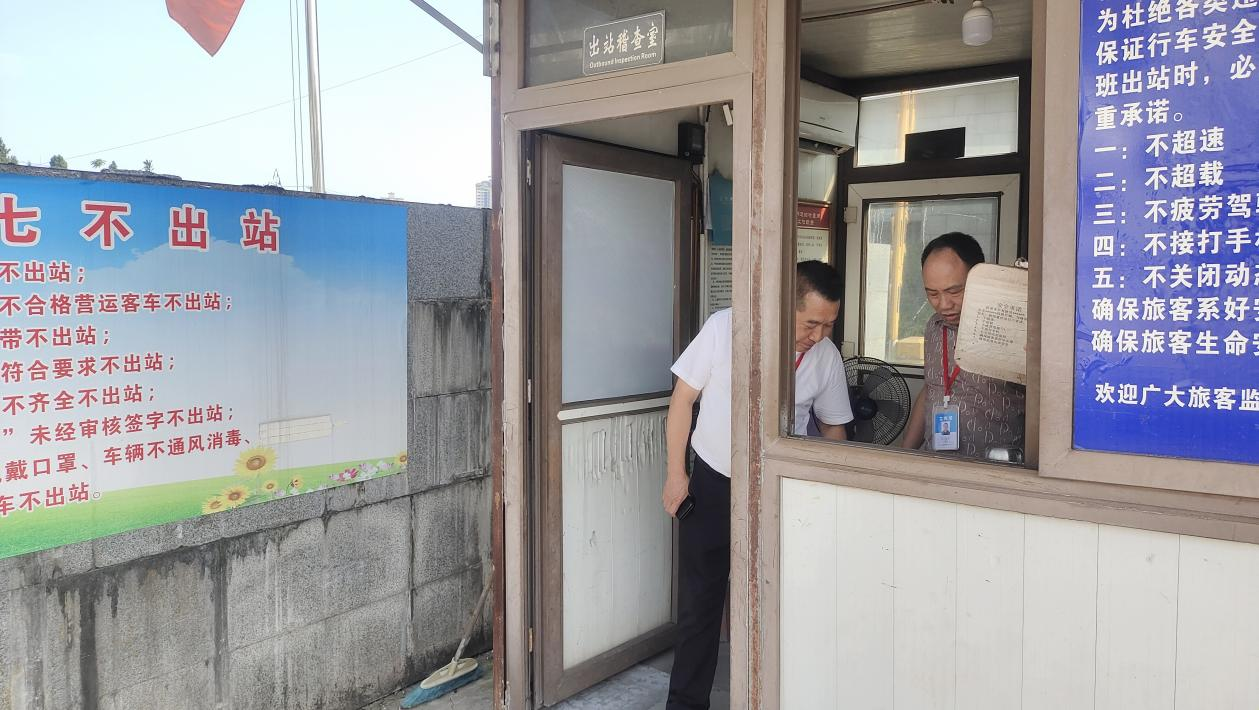 七不出站
不出站；
不合格营运客车不出站；
带不出站；
符合要求不出站；
不齐全不出站；
”未经审核签字不出站；
戴口罩、车辆不通风消毒、
车不出站。
出站稽查室
Outbound Inspection Room
为杜绝客类违
保证行车安全
班出站时，必
重承诺。
一：不超速
二：不超载
三：不疲劳驾
四：不接打手
五：不关闭动
确保旅客系好安
确保旅客生命安
欢迎广大旅客监